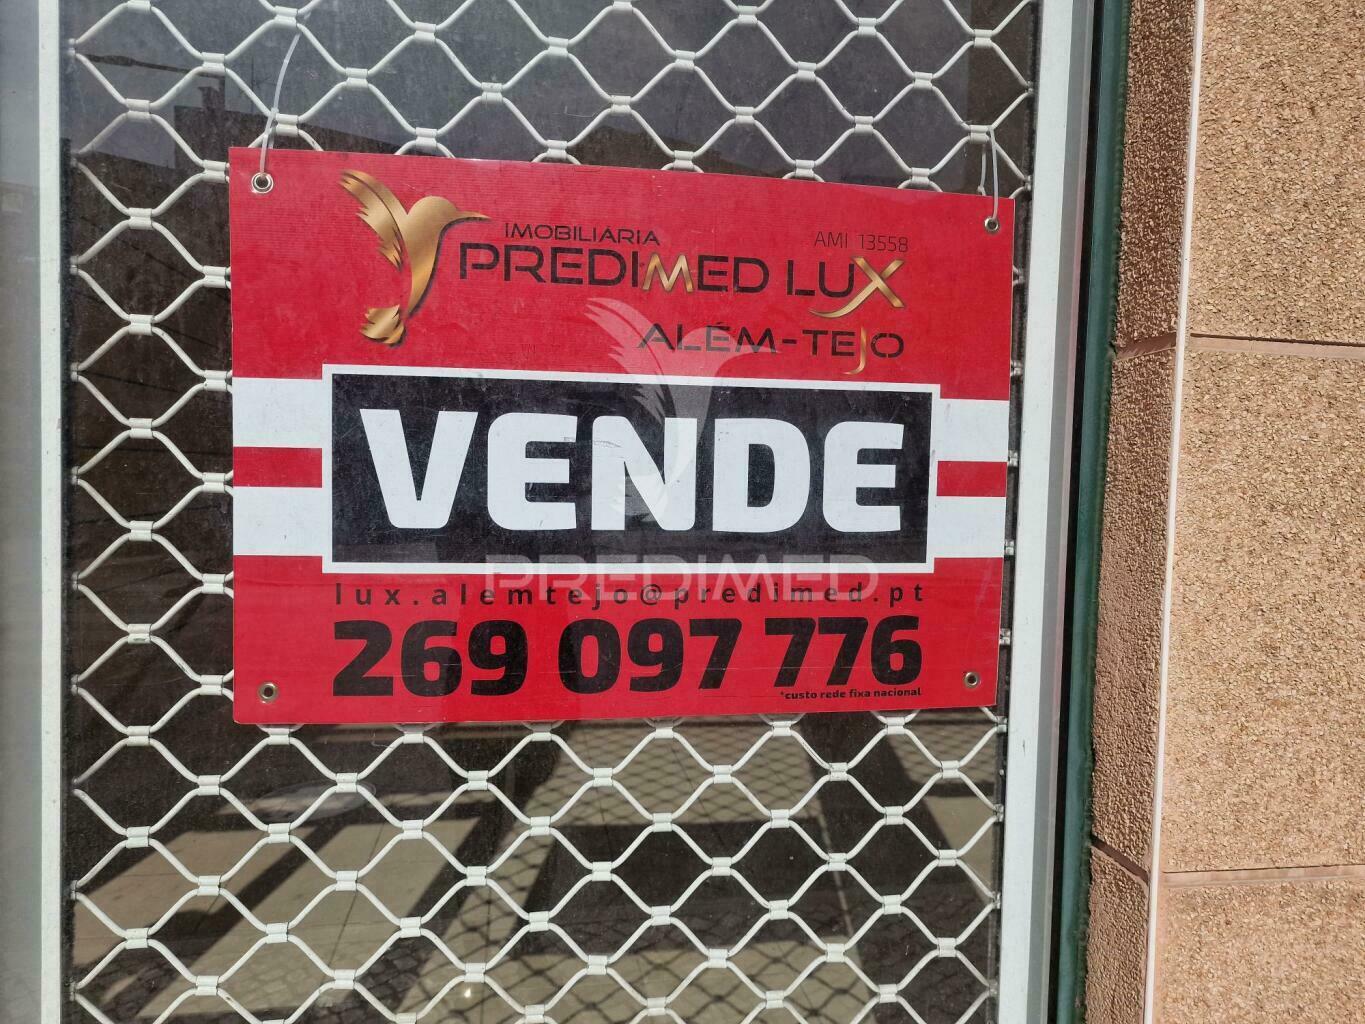 IMOBILIÁRIA
AMI 13558
PREDIMED LUX
ALÉM-TEJO
VENDE
PREDIMED
lux.alemtejo@predimed.pt
269 097 776
*custo rede fixa nacional